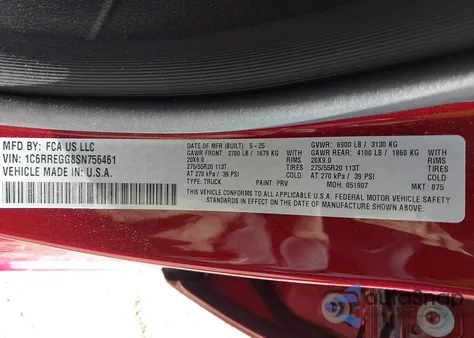 MFD BY: FCA US LLC
VIN: 1C6RREGG8SN756461
VEHICLE MADE IN: U.S.A.
DATE OF MFR (BUILT): 5-25 GVWR: 6900 LB / 3130 KG
GAWR FRONT: 3700 LB / 1679 KG RIMS GAWR REAR: 4100 LB / 1860 KG RIMS
20X9.0 20X9.0
275/55R20 113T TIRES 275/55R20 113T TIRES
AT 270 kPa / 39 PSI COLD AT 270 kPa / 39 PSI COLD
TYPE: TRUCK PAINT: PRV MDH: 051907 MKT: 875
THIS VEHICLE CONFORMS TO ALL APPLICABLE U.S.A. FEDERAL MOTOR VEHICLE SAFETY
STANDARDS IN EFFECT ON THE DATE OF MANUFACTURE SHOWN ABOVE.
autosnap